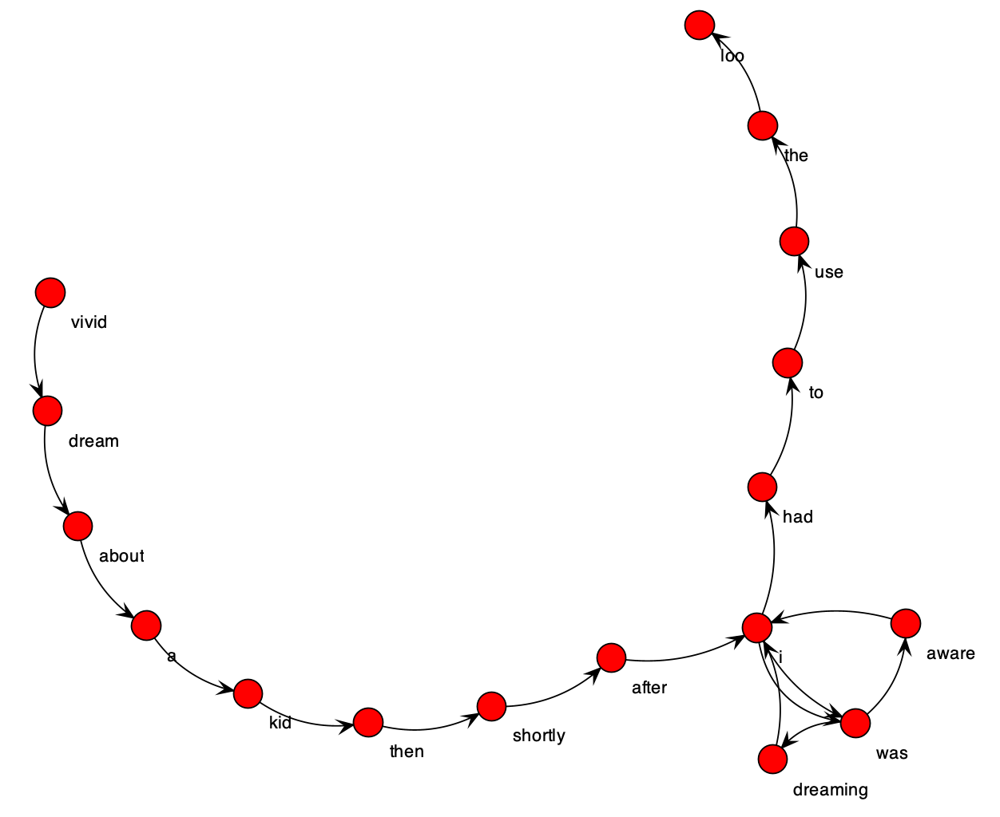 loo
the
use
vivid
to
dream
had
about
a
i
aware
after
kid
shortly
then
was
dreaming